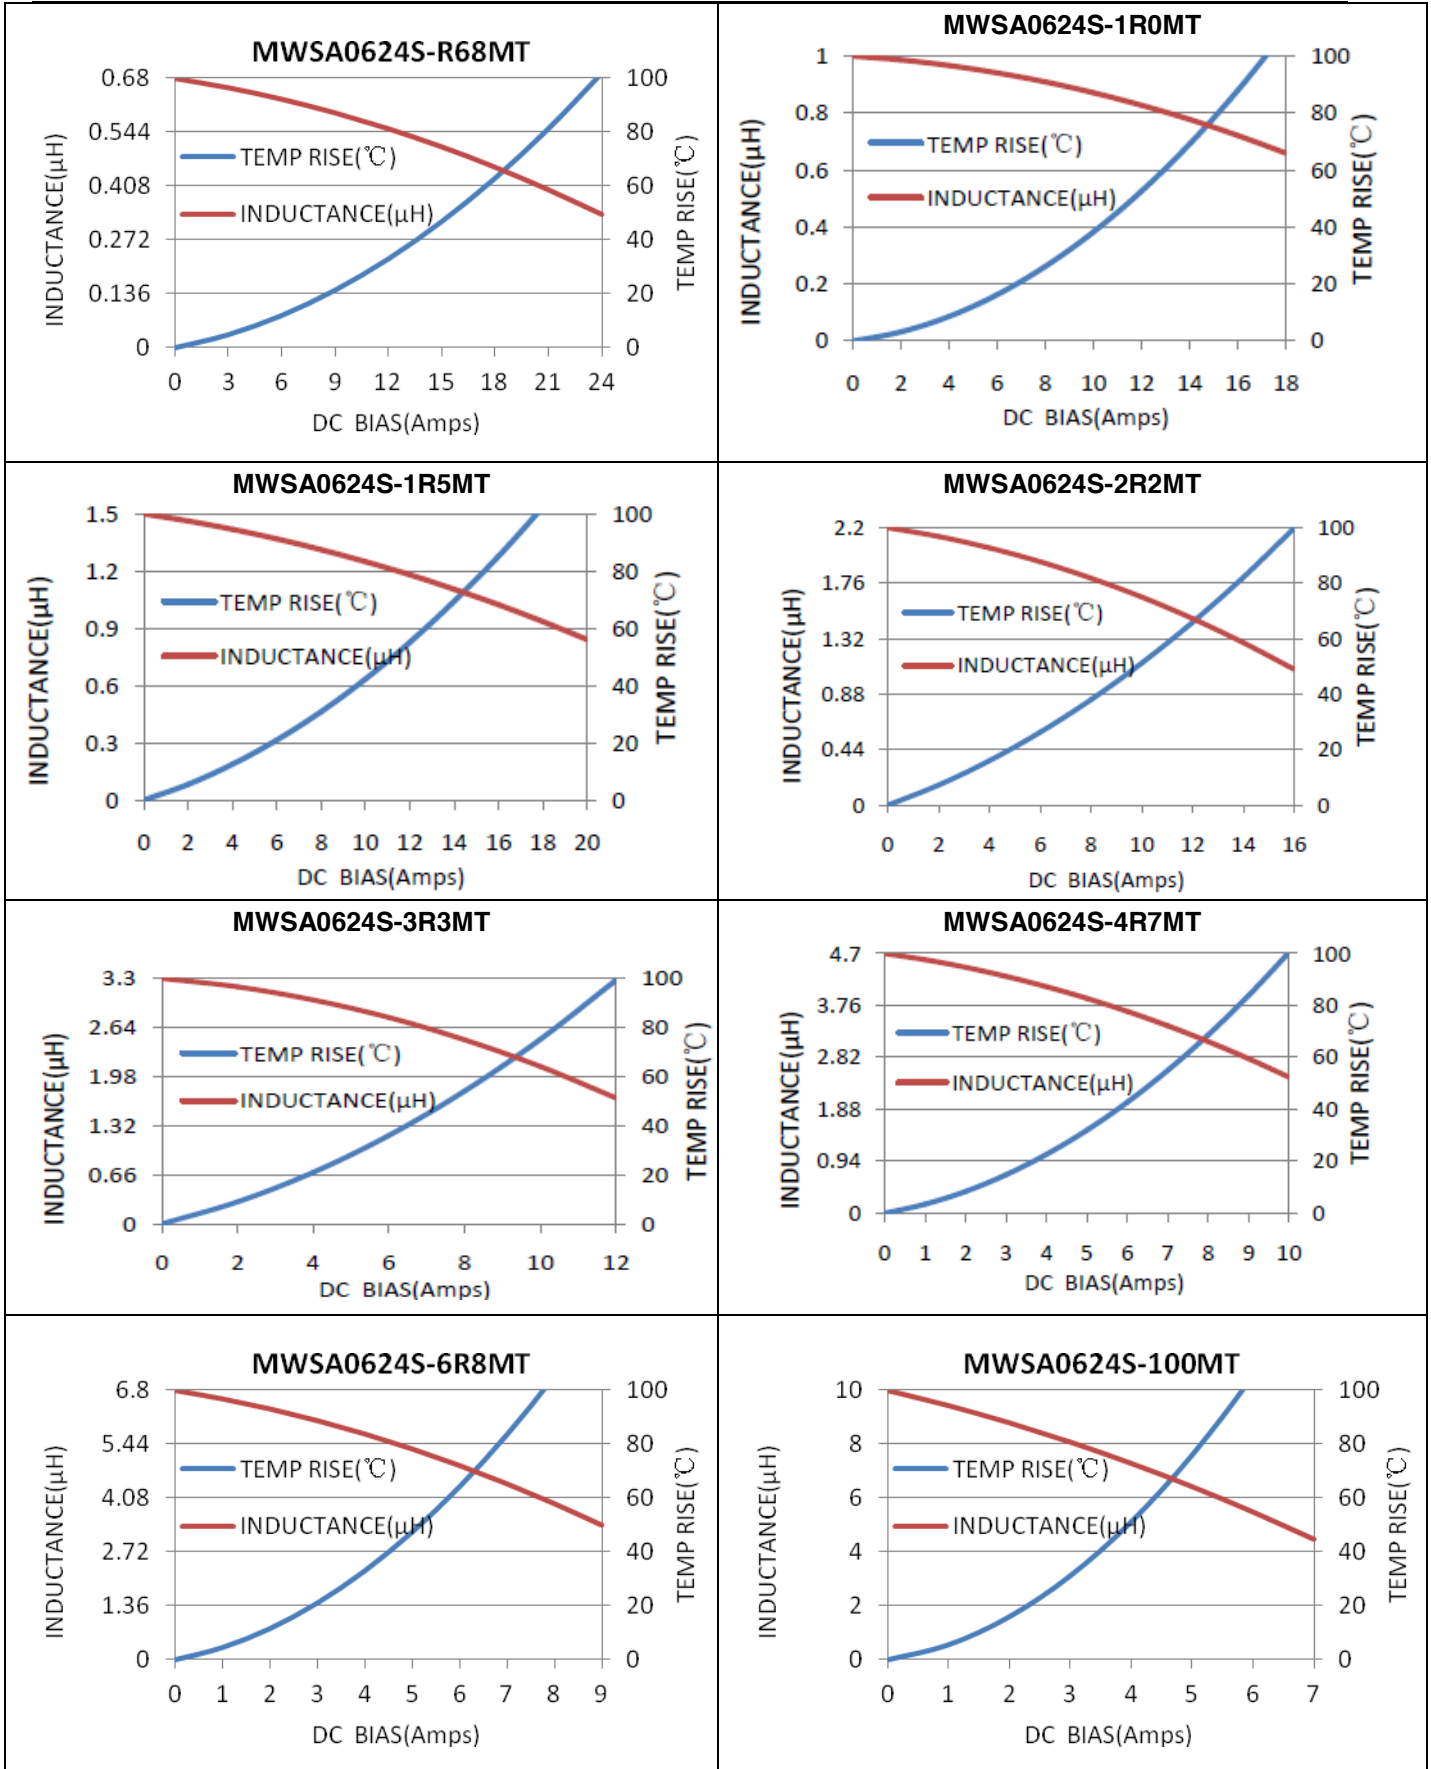 MWSA0624S-R68MT
0.68
0.544
0.408
0.272
0.136
0
100
80
60
40
20
0
INDUCTANCE(μH)
TEMP RISE(℃)
TEMP RISE(℃)
INDUCTANCE(μH)
0 3 6 9 12 15 18 21 24
DC BIAS(Amps)
MWSA0624S-1R0MT
1
0.8
0.6
0.4
0.2
0
100
80
60
40
20
0
INDUCTANCE(μH)
TEMP RISE(℃)
TEMP RISE(℃)
INDUCTANCE(μH)
0 2 4 6 8 10 12 14 16 18
DC BIAS(Amps)
MWSA0624S-1R5MT
1.5
1.2
0.9
0.6
0.3
0
100
80
60
40
20
0
INDUCTANCE(μH)
TEMP RISE(℃)
TEMP RISE(℃)
INDUCTANCE(μH)
0 2 4 6 8 10 12 14 16 18 20
DC BIAS(Amps)
MWSA0624S-2R2MT
2.2
1.76
1.32
0.88
0.44
0
100
80
60
40
20
0
INDUCTANCE(μH)
TEMP RISE(℃)
TEMP RISE(℃)
INDUCTANCE(μH)
0 2 4 6 8 10 12 14 16
DC BIAS(Amps)
MWSA0624S-3R3MT
3.3
2.64
1.98
1.32
0.66
0
100
80
60
40
20
0
INDUCTANCE(μH)
TEMP RISE(℃)
TEMP RISE(℃)
INDUCTANCE(μH)
0 2 4 6 8 10 12
DC BIAS(Amps)
MWSA0624S-4R7MT
4.7
3.76
2.82
1.88
0.94
0
100
80
60
40
20
0
INDUCTANCE(μH)
TEMP RISE(℃)
TEMP RISE(℃)
INDUCTANCE(μH)
0 1 2 3 4 5 6 7 8 9 10
DC BIAS(Amps)
MWSA0624S-6R8MT
6.8
5.44
4.08
2.72
1.36
0
100
80
60
40
20
0
INDUCTANCE(μH)
TEMP RISE(℃)
TEMP RISE(℃)
INDUCTANCE(μH)
0 1 2 3 4 5 6 7 8 9
DC BIAS(Amps)
MWSA0624S-100MT
10
8
6
4
2
0
100
80
60
40
20
0
INDUCTANCE(μH)
TEMP RISE(℃)
TEMP RISE(℃)
INDUCTANCE(μH)
0 1 2 3 4 5 6 7
DC BIAS(Amps)